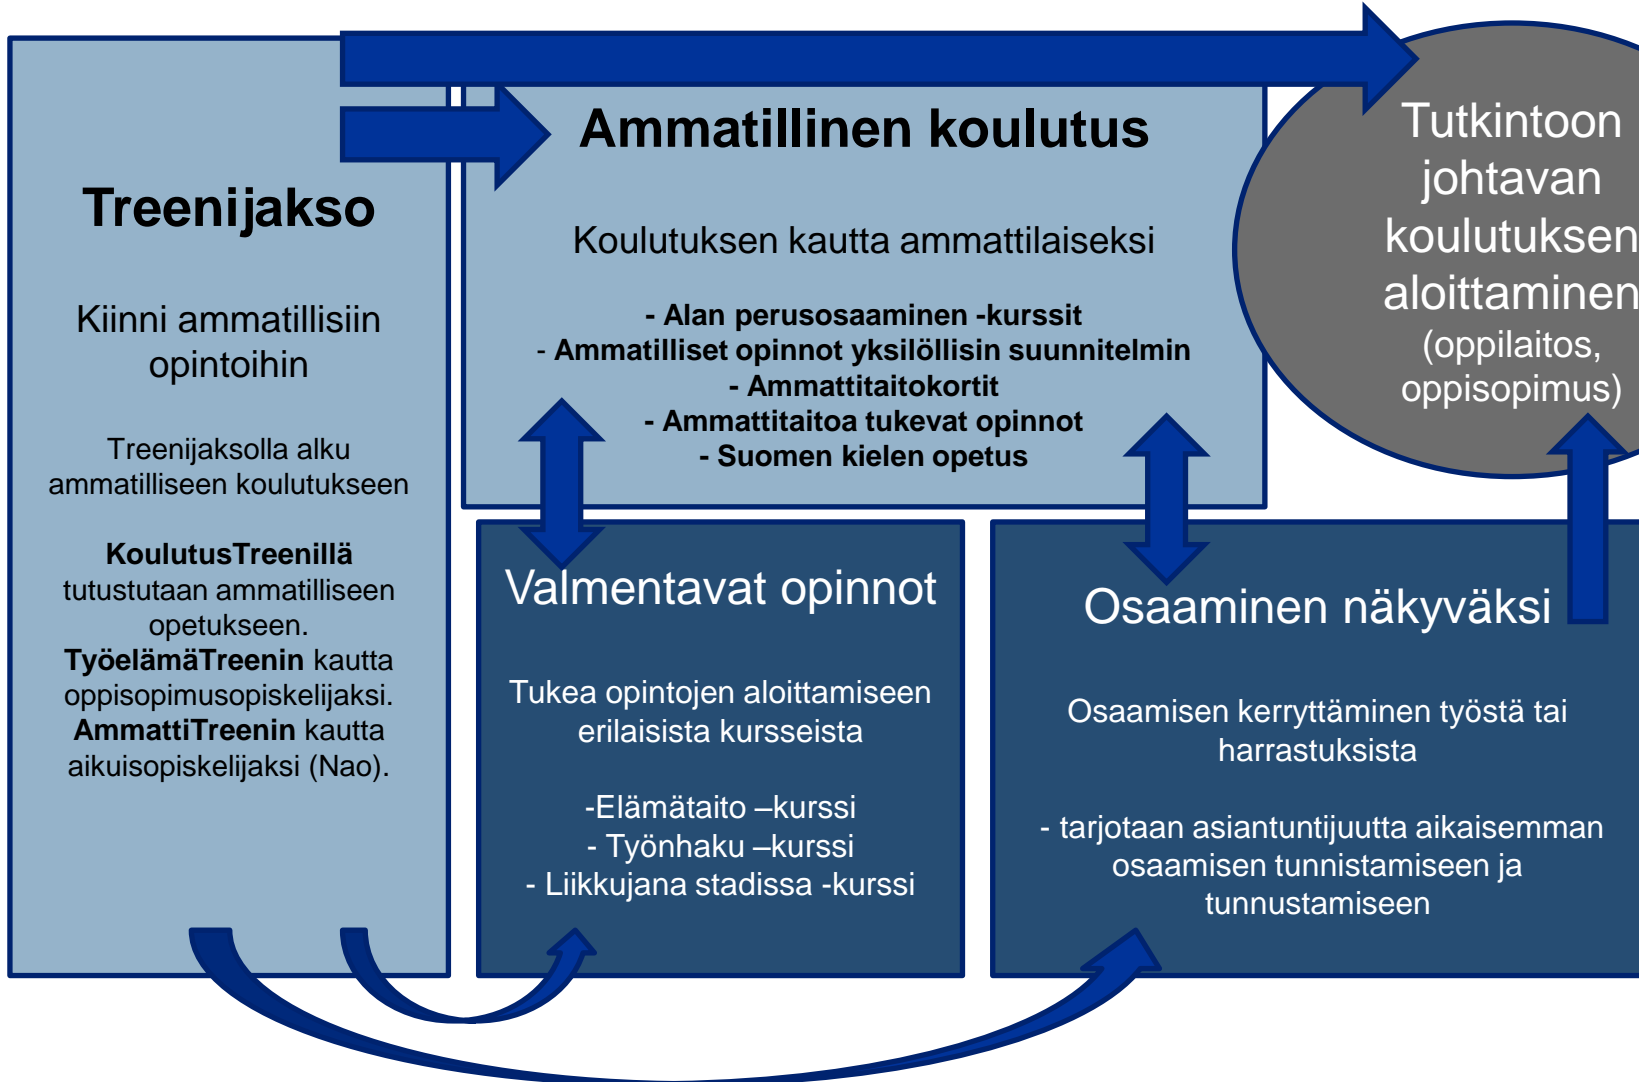 Treenijakso
Kiinni ammatillisiin
opintoihin
Treenijaksolla alku
ammatilliseen koulutukseen
KoulutusTreenillä
tutustutaan ammatilliseen
opetukseen.
TyöelämäTreenin kautta
oppisopimusopiskelijaksi.
AmmattiTreenin kautta
aikuisopiskelijaksi (Nao).
Ammatillinen koulutus
Koulutuksen kautta ammattilaiseksi
- Alan perusosaaminen -kurssit
- Ammatilliset opinnot yksilöllisin suunnitelmin
- Ammattitaitokortit
- Ammattitaitoa tukevat opinnot
- Suomen kielen opetus
Tutkintoon
johtavan
koulutuksen
aloittaminen
(oppilaitos,
oppisopimus)
Valmentavat opinnot
Tukea opintojen aloittamiseen
erilaisista kursseista
-Elämätaito –kurssi
- Työnhaku –kurssi
- Liikkujana stadissa -kurssi
Osaaminen näkyväksi
Osaamisen kerryttäminen työstä tai
harrastuksista
- tarjotaan asiantuntijuutta aikaisemman
osaamisen tunnistamiseen ja
tunnustamiseen